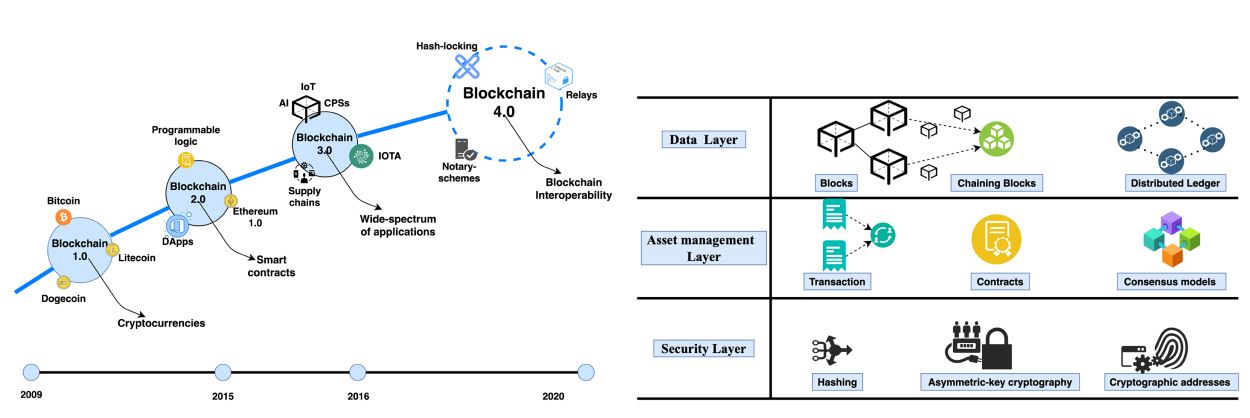 Hash-locking
Blockchain
4.0
Relays
Notary-
schemes
Blockchain
Interoperability
IoT
AI
CPSs
Blockchain
3.0
IOTA
Supply
chains
Wide-spectrum
of applications
Programmable
logic
Blockchain
2.0
Ethereum
1.0
DApps
Smart
contracts
Bitcoin
Blockchain
1.0
Litecoin
Dogecoin
Cryptocurrencies
2009
2015
2016
2020
Data Layer
Blocks
Chaining Blocks
Distributed Ledger
Asset management
Layer
Transaction
Contracts
Consensus models
Security Layer
Hashing
Asymmetric-key cryptography
Cryptographic addresses